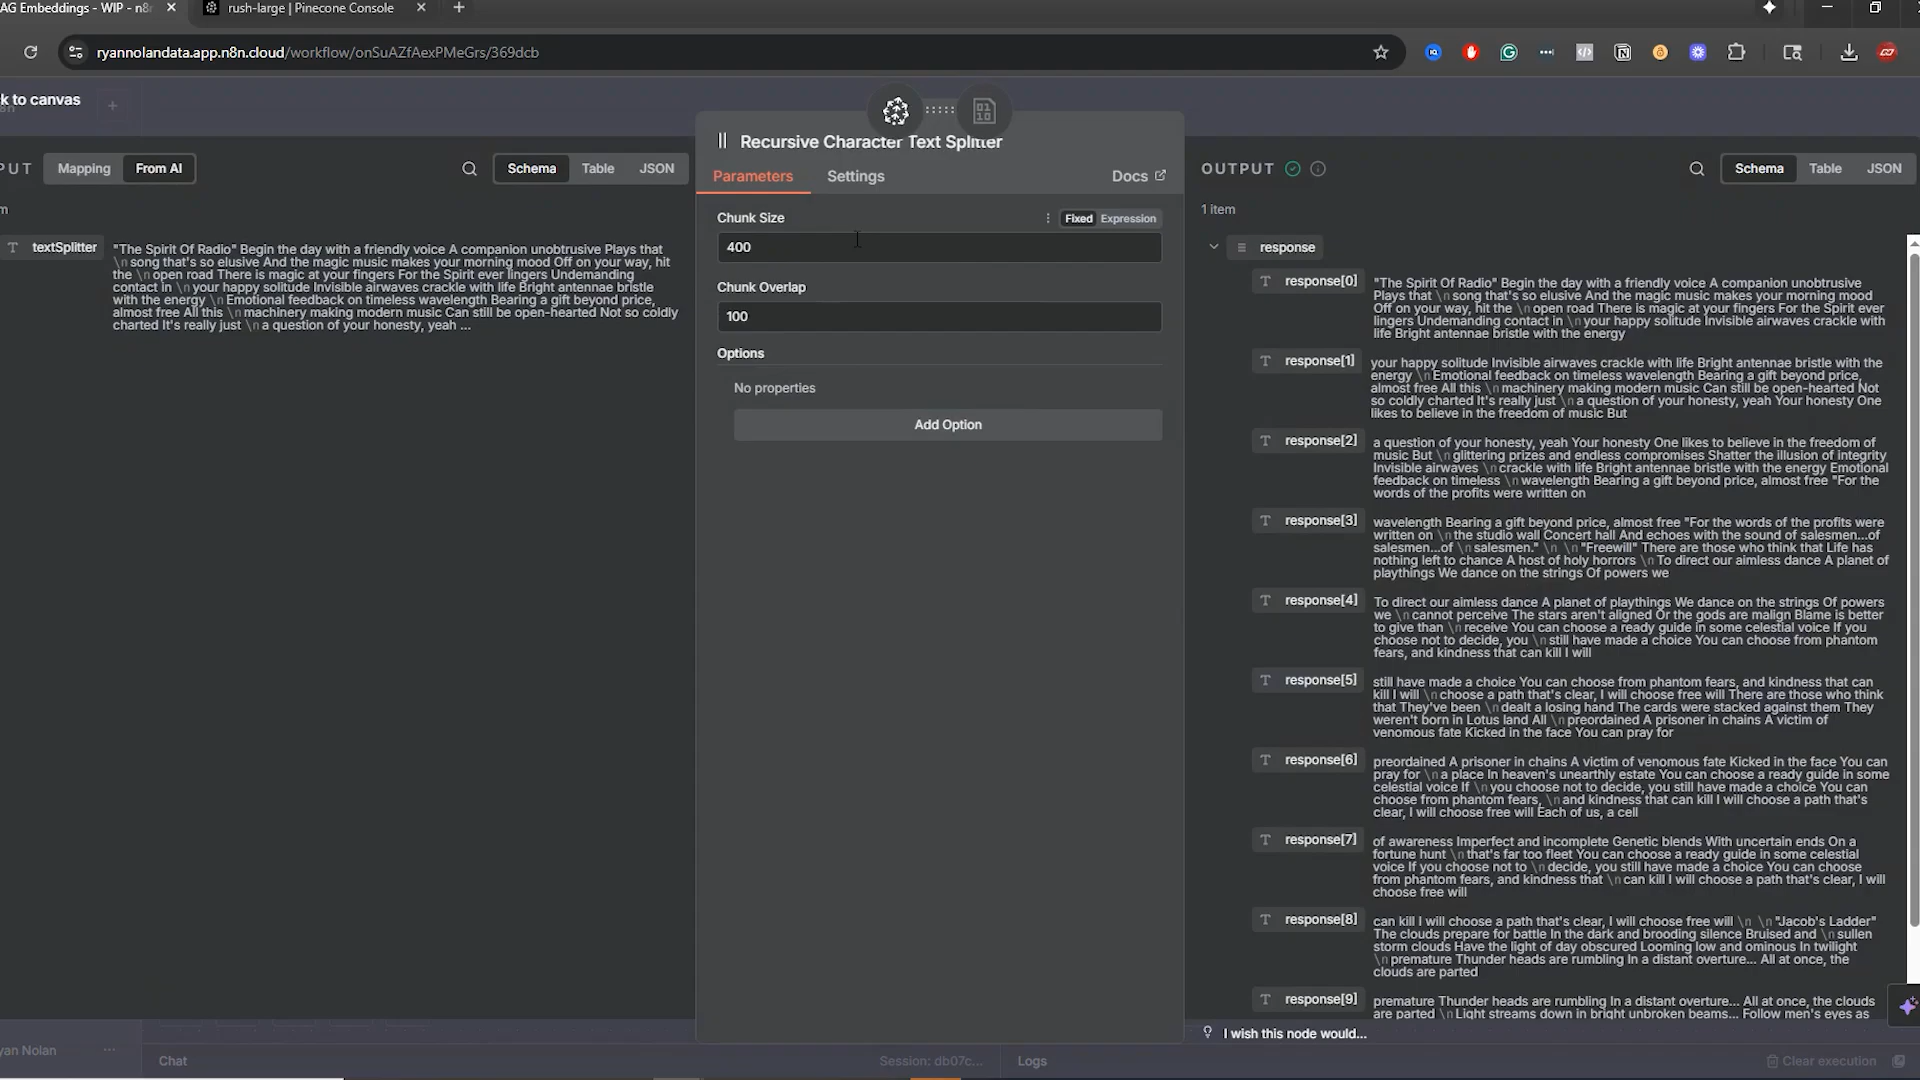 AG Embeddings - WIP - n8r
rush-large | Pinecone Console
ryannolandata.app.n8n.cloud/workflow/onSuAZfAexPMeGrs/369dcb
k to canvas
PUT
Mapping
From AI
Schema
Table
JSON
m
T textSplitter
"The Spirit Of Radio" Begin the day with a friendly voice A companion unobtrusive Plays that
\n song that's so elusive And the magic music makes your morning mood Off on your way, hit
the \n open road There is magic at your fingers For the Spirit ever lingers Undemanding
contact in \n your happy solitude Invisible airwaves crackle with life Bright antennae bristle
with the energy \n Emotional feedback on timeless wavelength Bearing a gift beyond price,
almost free All this \n machinery making modern music Can still be open-hearted Not so coldly
charted It's really just \n a question of your honesty, yeah ...
Recursive Character Text Splitter
Parameters
Settings
Docs
Chunk Size
Fixed Expression
400
Chunk Overlap
100
Options
No properties
Add Option
OUTPUT
Schema
Table
JSON
1 item
response
T response[0]
"The Spirit Of Radio" Begin the day with a friendly voice A companion unobtrusive
Plays that \n song that's so elusive And the magic music makes your morning mood
Off on your way, hit the \n open road There is magic at your fingers For the Spirit ever
lingers Undemanding contact in \n your happy solitude Invisible airwaves crackle with
life Bright antennae bristle with the energy
T response[1]
your happy solitude Invisible airwaves crackle with life Bright antennae bristle with the
energy \n Emotional feedback on timeless wavelength Bearing a gift beyond price,
almost free All this \n machinery making modern music Can still be open-hearted Not
so coldly charted It's really just \n a question of your honesty, yeah Your honesty One
likes to believe in the freedom of music But
T response[2]
a question of your honesty, yeah Your honesty One likes to believe in the freedom of
music But \n glittering prizes and endless compromises Shatter the illusion of integrity
Invisible airwaves \n crackle with life Bright antennae bristle with the energy Emotional
feedback on timeless \n wavelength Bearing a gift beyond price, almost free "For the
words of the profits were written on
T response[3]
wavelength Bearing a gift beyond price, almost free "For the words of the profits were
written on \n the studio wall Concert hall And echoes with the sound of salesmen...of
salesmen...of \n salesmen." \n \n "Freewill" There are those who think that Life has
nothing left to chance A host of holy horrors \n To direct our aimless dance A planet of
playthings We dance on the strings Of powers we
T response[4]
To direct our aimless dance A planet of playthings We dance on the strings Of powers
we \n cannot perceive The stars aren't aligned Or the gods are malign Blame is better
to give than \n receive You can choose a ready guide in some celestial voice If you
choose not to decide, you \n still have made a choice You can choose from phantom
fears, and kindness that can kill I will
T response[5]
still have made a choice You can choose from phantom fears, and kindness that can
kill I will \n choose a path that's clear, I will choose free will There are those who think
that They've been \n dealt a losing hand The cards were stacked against them They
weren't born in Lotus land All \n preordained A prisoner in chains A victim of
venomous fate Kicked in the face You can pray for
T response[6]
preordained A prisoner in chains A victim of venomous fate Kicked in the face You can
pray for \n a place In heaven's unearthly estate You can choose a ready guide in some
celestial voice If \n you choose not to decide, you still have made a choice You can
choose from phantom fears, \n and kindness that can kill I will choose a path that's
clear, I will choose free will Each of us, a cell
T response[7]
of awareness Imperfect and incomplete Genetic blends With uncertain ends On a
fortune hunt \n that's far too fleet You can choose a ready guide in some celestial
voice If you choose not to \n decide, you still have made a choice You can choose
from phantom fears, and kindness that \n can kill I will choose a path that's clear, I will
choose free will
T response[8]
can kill I will choose a path that's clear, I will choose free will \n \n "Jacob's Ladder"
The clouds prepare for battle In the dark and brooding silence Bruised and \n sullen
storm clouds Have the light of day obscured Looming low and ominous In twilight
\n premature Thunder heads are rumbling In a distant overture... All at once, the
clouds are parted
T response[9]
premature Thunder heads are rumbling In a distant overture... All at once, the clouds
are parted \n Light streams down in bright unbroken beams... Follow men's eyes as
I wish this node would...
yan Nolan
Chat
Session: db07c...
Logs
Clear execution